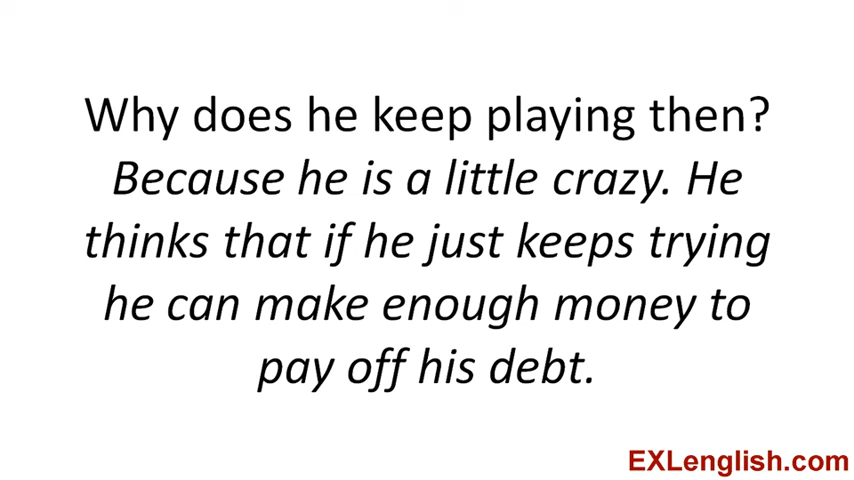 Why does he keep playing then?
Because he is a little crazy. He
thinks that if he just keeps trying
he can make enough money to
pay off his debt.
EXLenglish.com